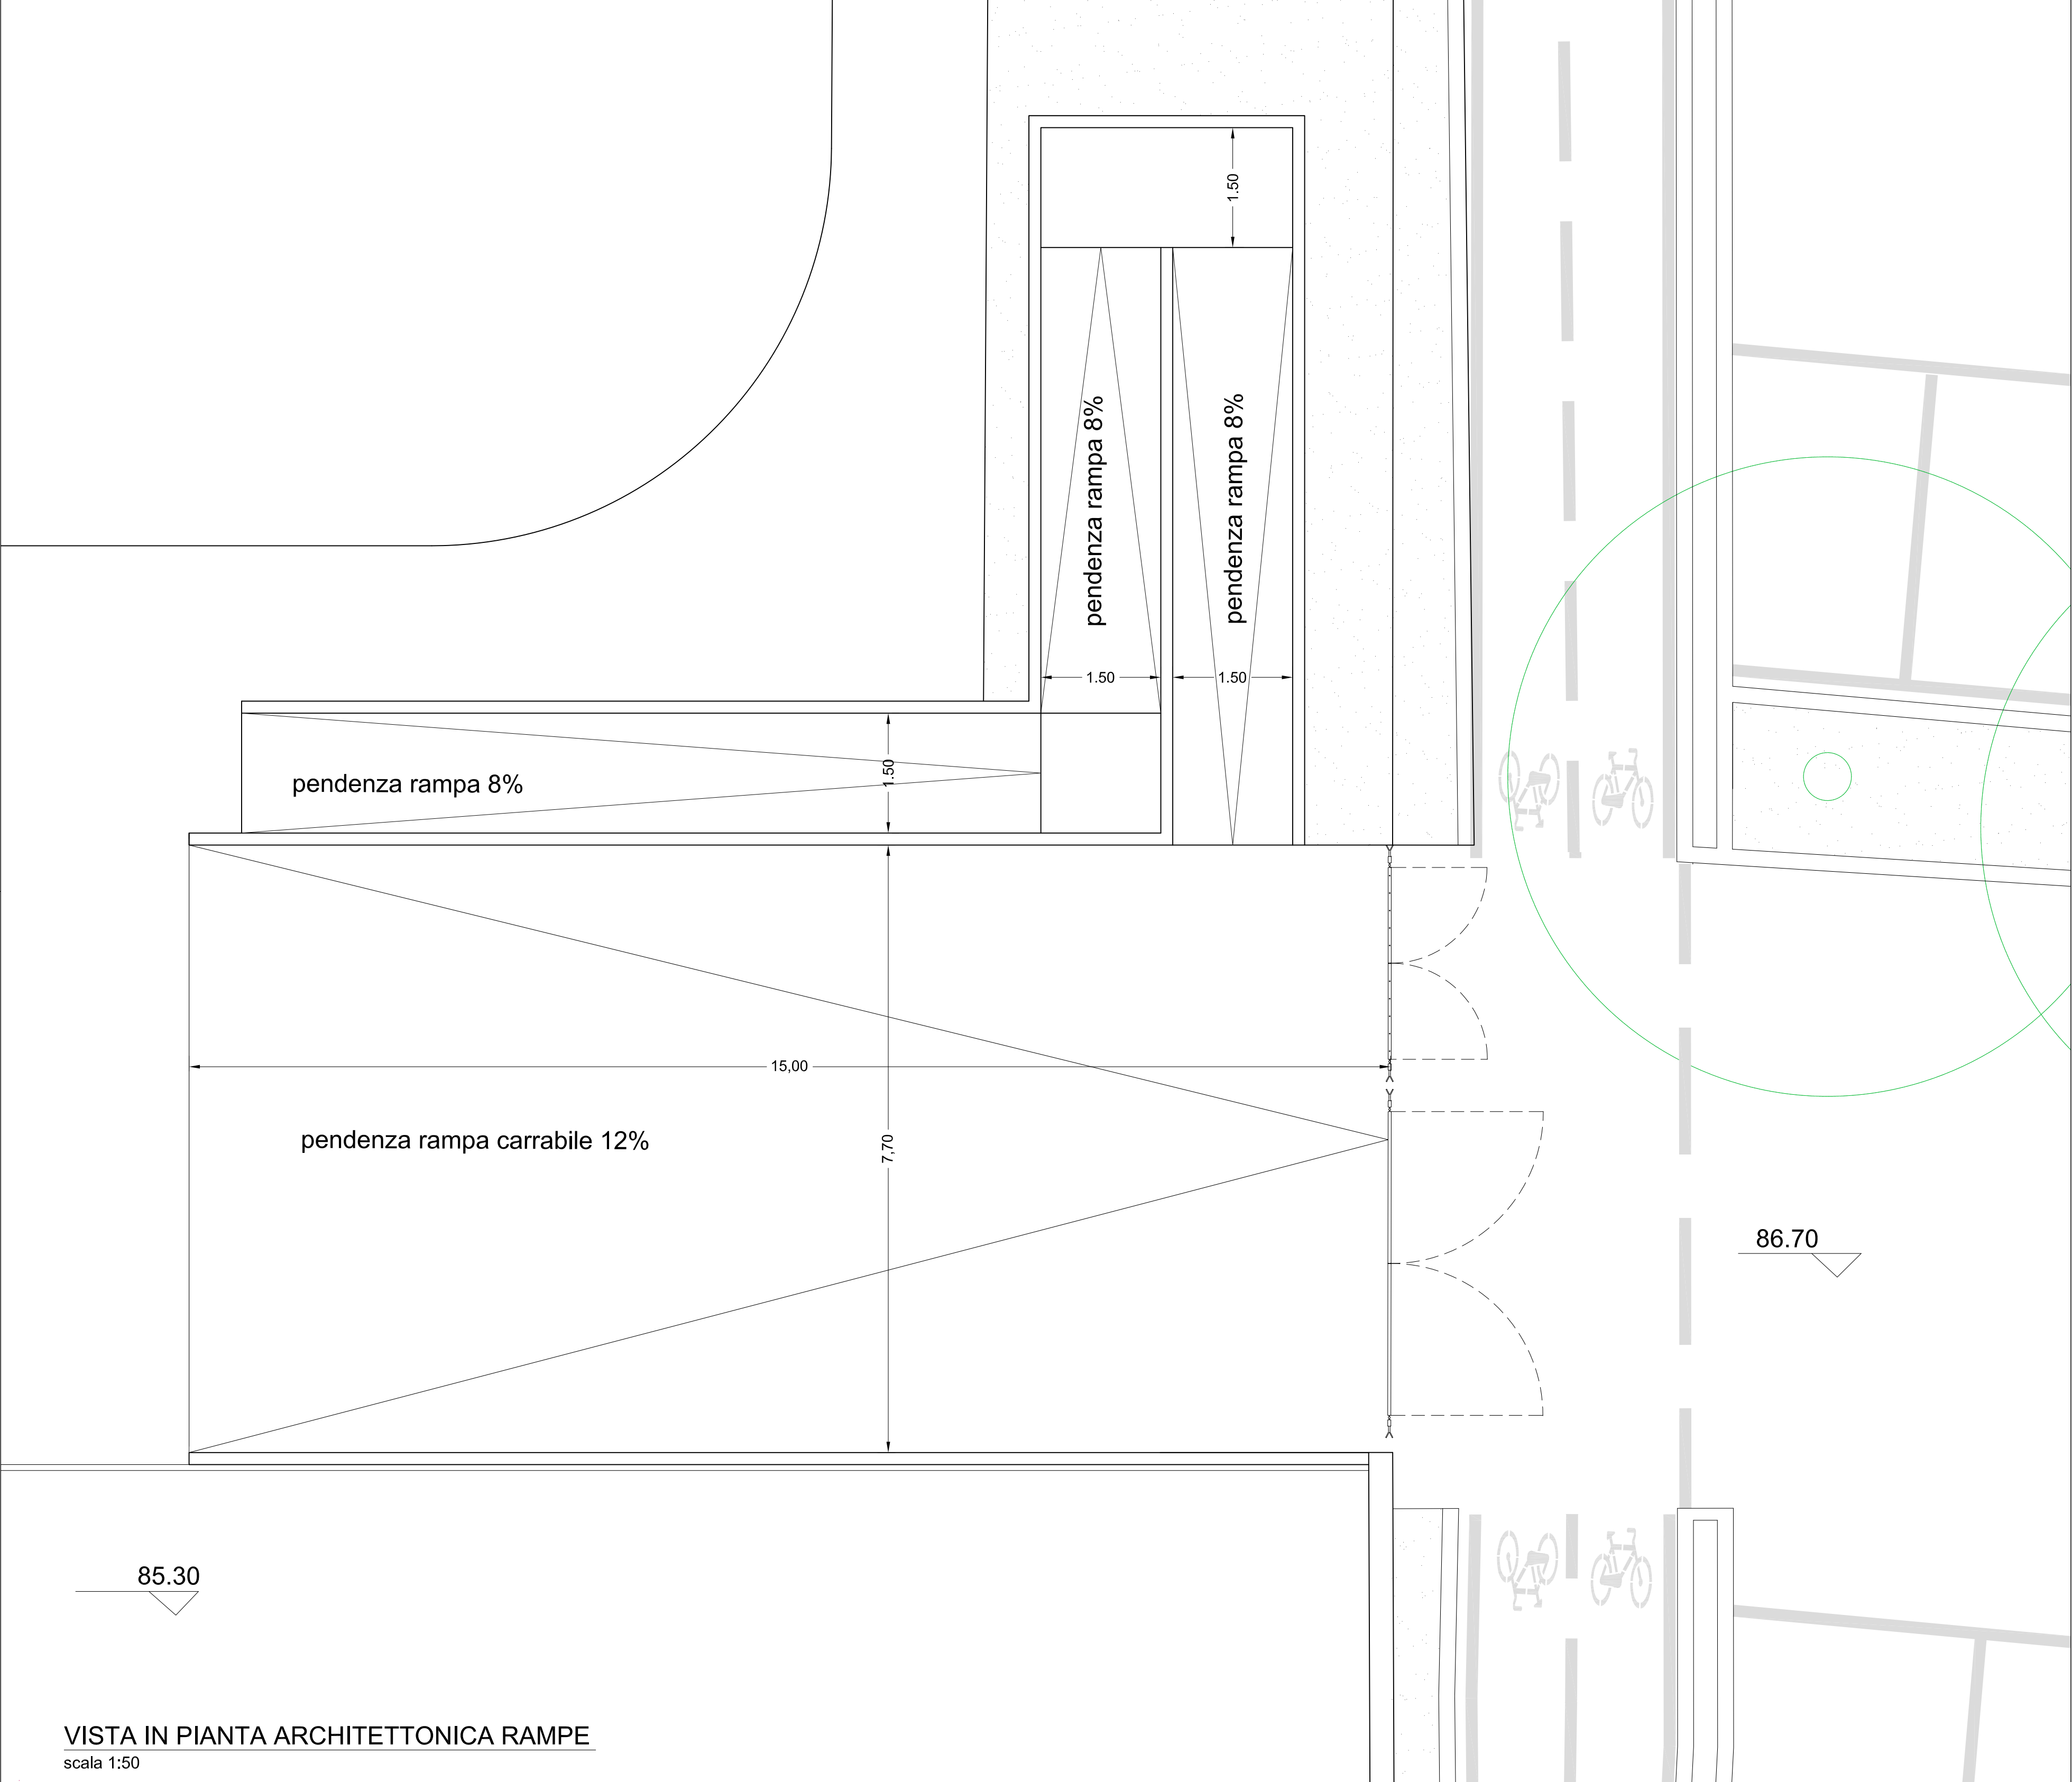 1.50
pendenza rampa 8%
pendenza rampa 8%
1.50
1.50
1.50
pendenza rampa 8%
15,00
pendenza rampa carrabile 12%
7,70
86.70
85.30
VISTA IN PIANTA ARCHITETTONICA RAMPE
scala 1:50